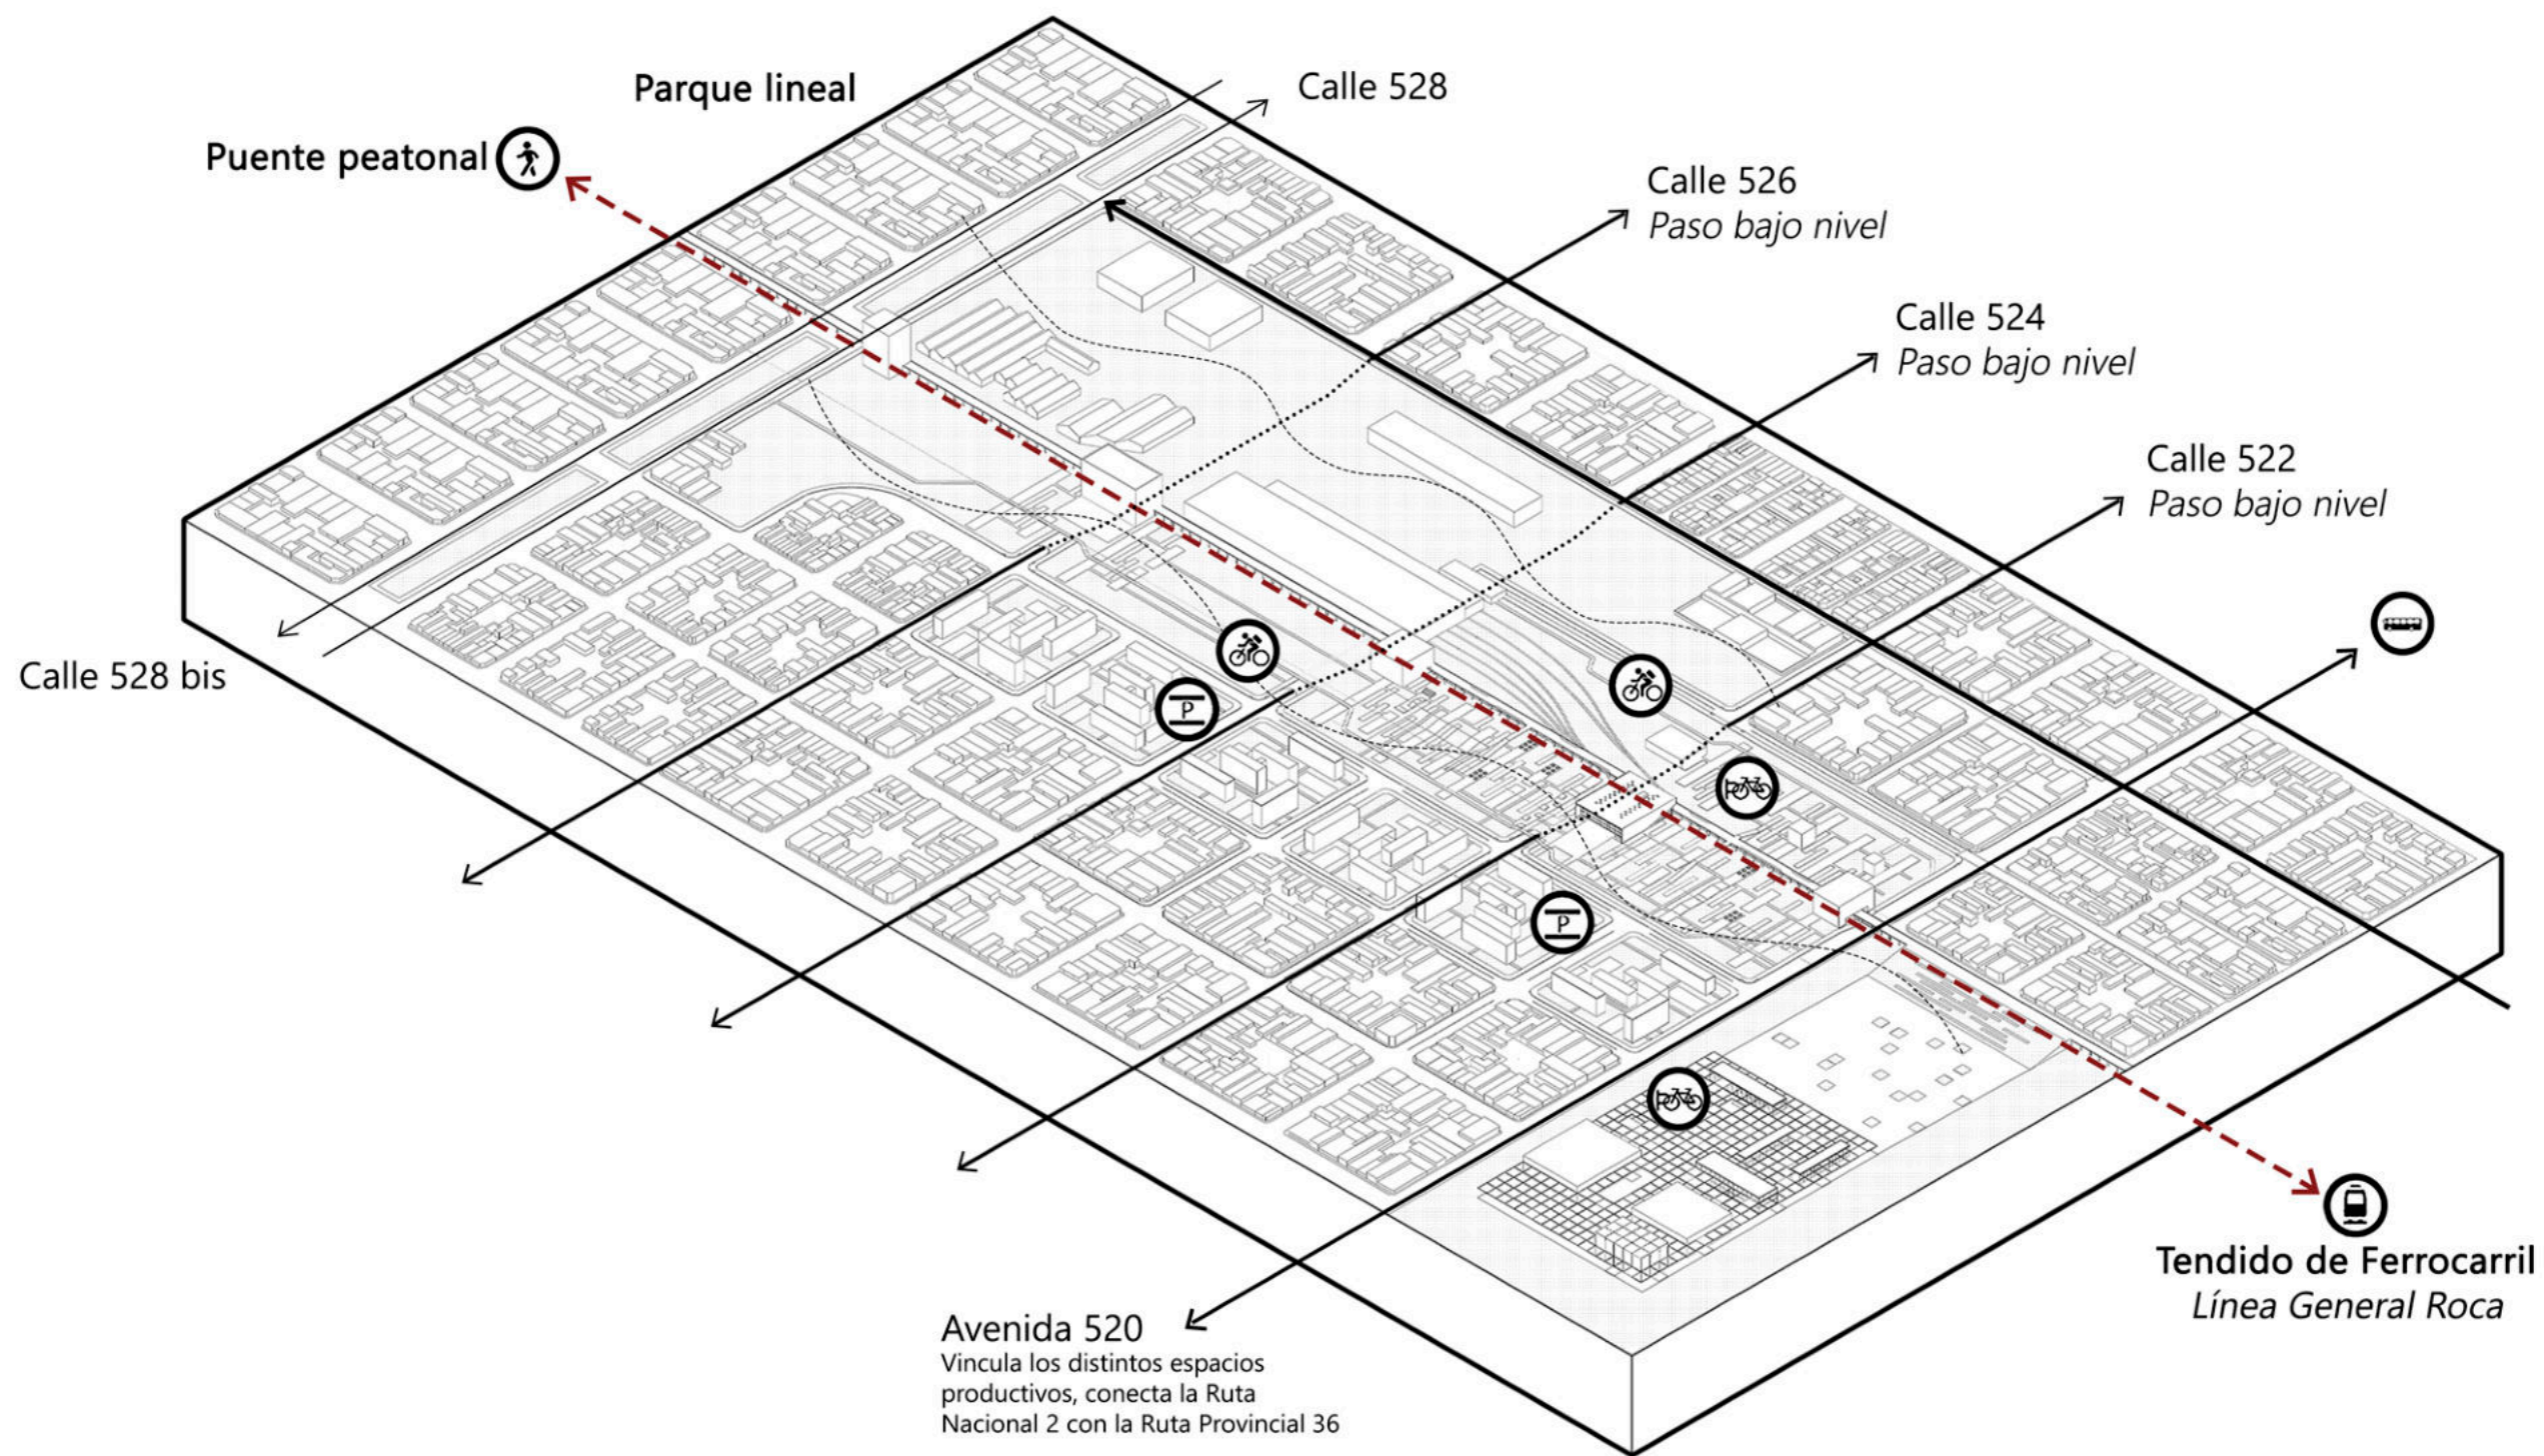 Parque lineal
Calle 528
Puente peatonal
Calle 526
Paso bajo nivel
Calle 524
Paso bajo nivel
Calle 522
Paso bajo nivel
Calle 528 bis
P
P
Tendido de Ferrocarril
Línea General Roca
Avenida 520
Vincula los distintos espacios
productivos, conecta la Ruta
Nacional 2 con la Ruta Provincial 36